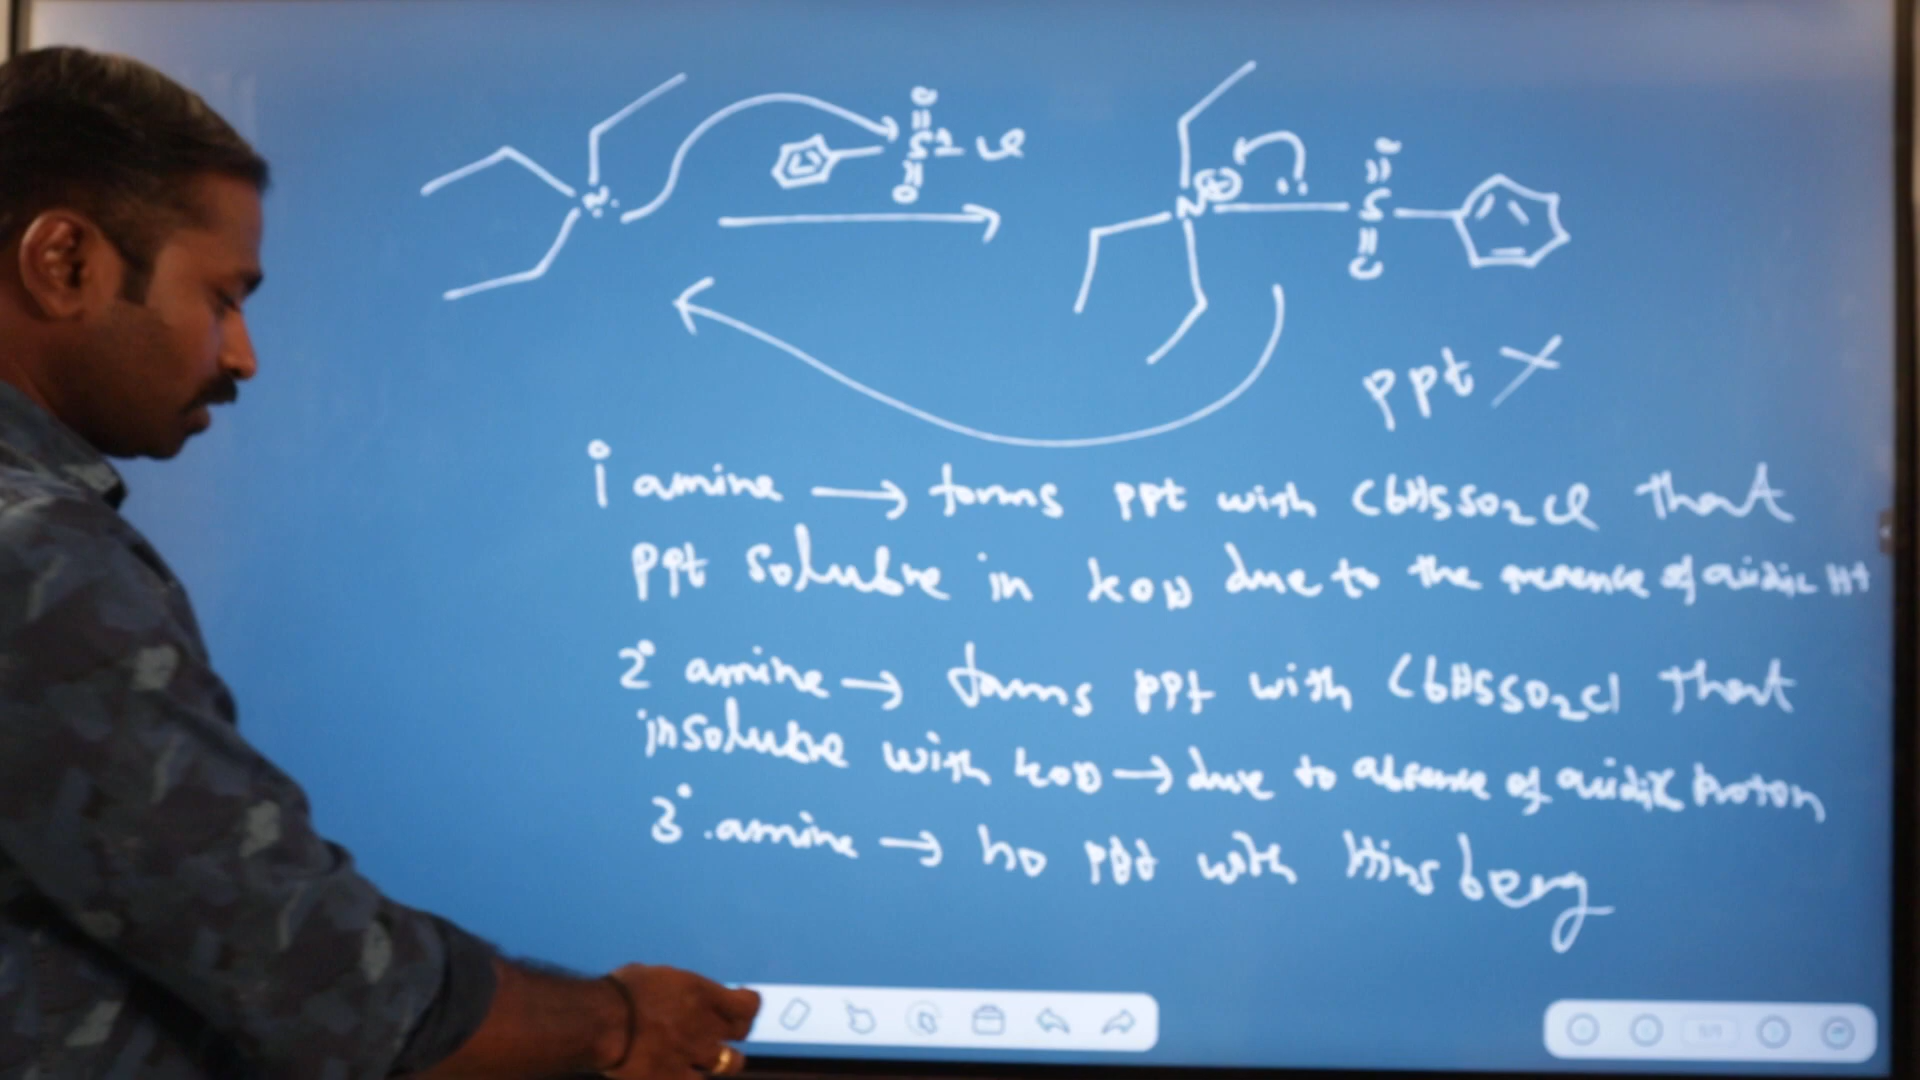 N:
O
S
Cl
O
N
S
O
ppt X
1° amine → forms ppt with C6H5SO2Cl that
ppt soluble in KOH due to the presence of acidic H+
2° amine → forms ppt with C6H5SO2Cl that
insoluble with KOH → due to absence of acidic proton
3° amine → no ppt with Hinsberg